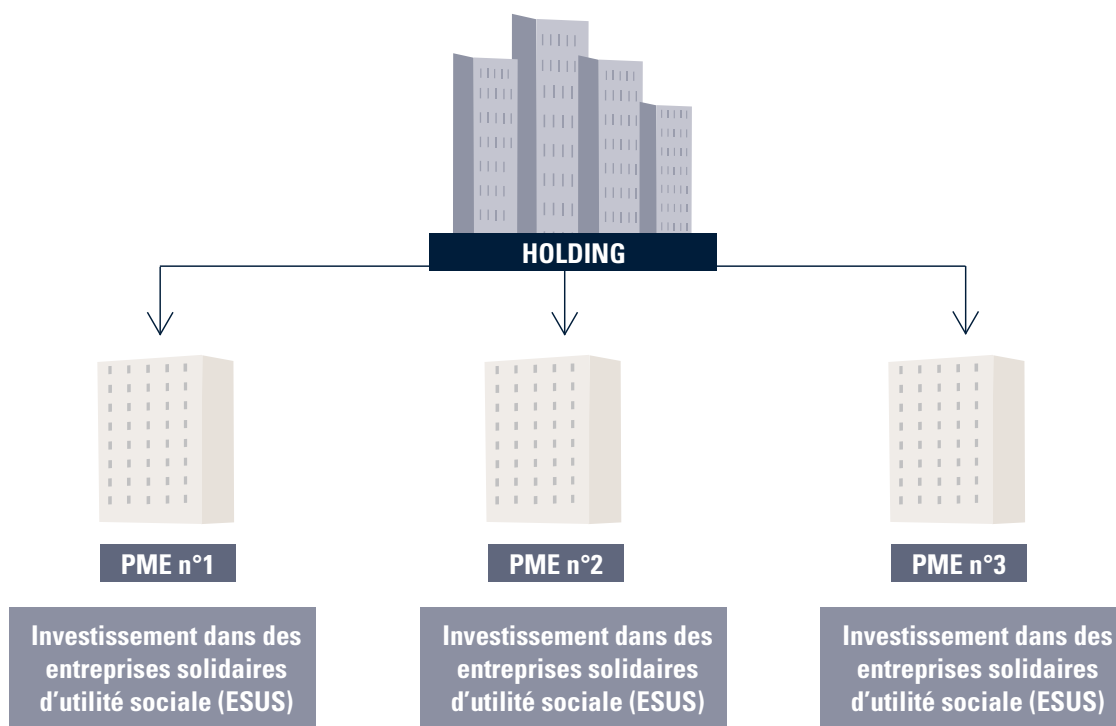 HOLDING
PME n°1
PME n°2
PME n°3
Investissement dans des
entreprises solidaires
d’utilité sociale (ESUS)
Investissement dans des
entreprises solidaires
d’utilité sociale (ESUS)
Investissement dans des
entreprises solidaires
d’utilité sociale (ESUS)